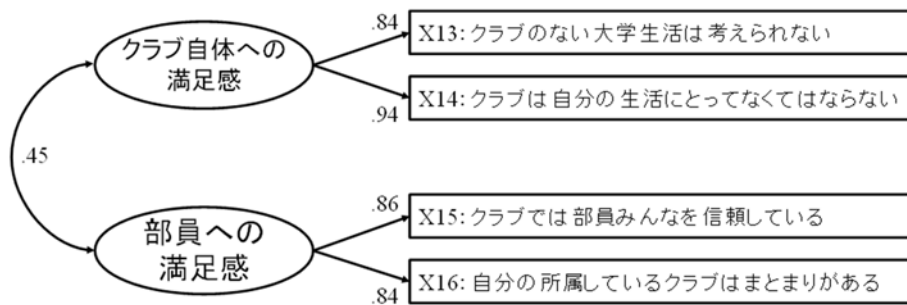 クラブ自体への
満足感
.84
X13: クラブのない大学生活は考えられない
X14: クラブは自分の生活にとってなくてはならない
.94
.45
部員への
満足感
.86
X15: クラブでは部員みんなを信頼している
X16: 自分の所属しているクラブはまとまりがある
.84